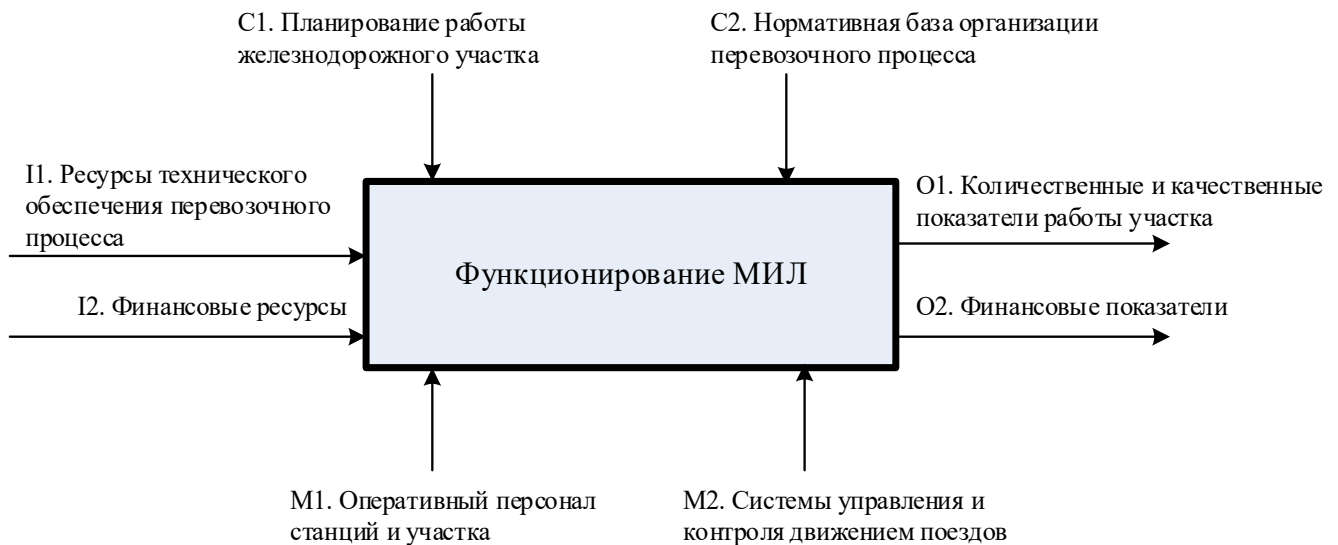 C1. Планирование работы
железнодорожного участка
C2. Нормативная база организации
перевозочного процесса
I1. Ресурсы технического
обеспечения перевозочного
процесса
I2. Финансовые ресурсы
Функционирование МИЛ
O1. Количественные и качественные
показатели работы участка
O2. Финансовые показатели
M1. Оперативный персонал
станций и участка
M2. Системы управления и
контроля движением поездов